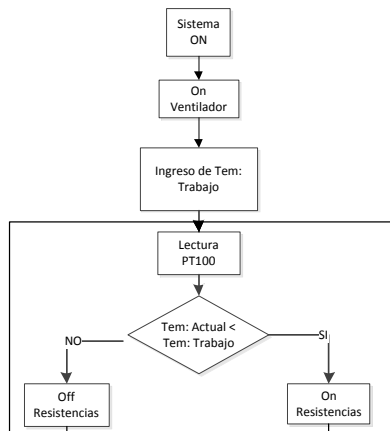 Sistema
ON
On
Ventilador
Ingreso de Tem:
Trabajo
Lectura
PT100
Tem: Actual <
Tem: Trabajo
NO
SI
Off
Resistencias
On
Resistencias